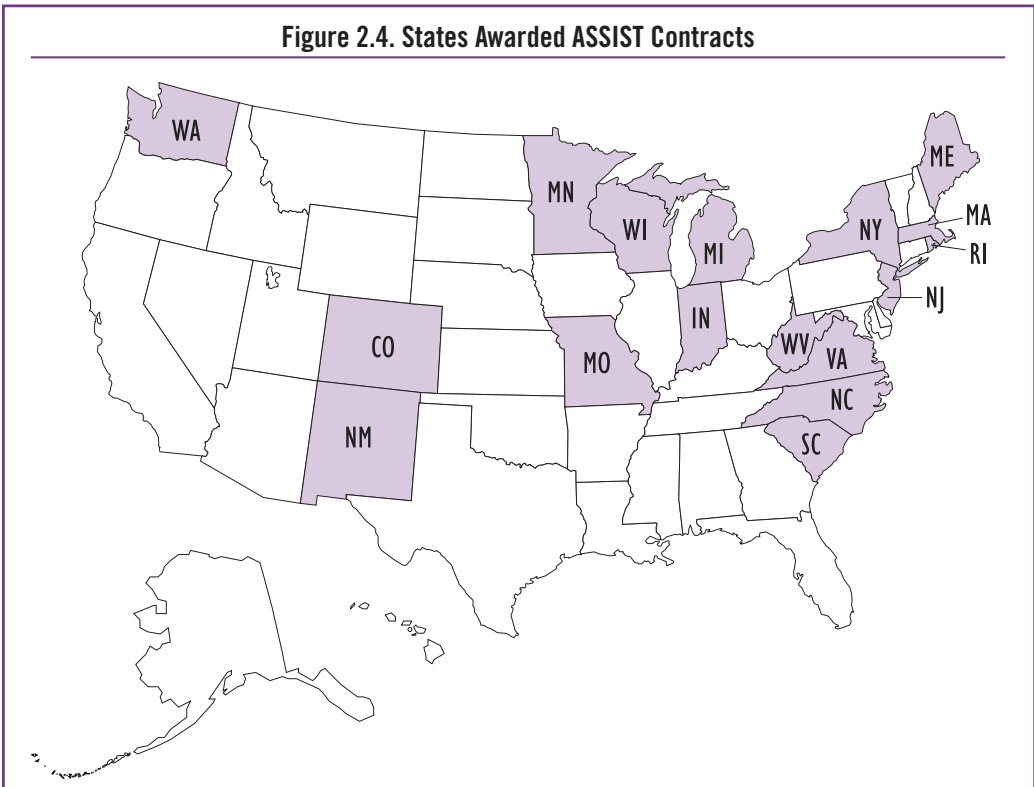 Figure 2.4. States Awarded ASSIST Contracts
WA
ME
MN
MA
WI
NY
MI
RI
NJ
IN
CO
WV
VA
MO
NC
NM
SC